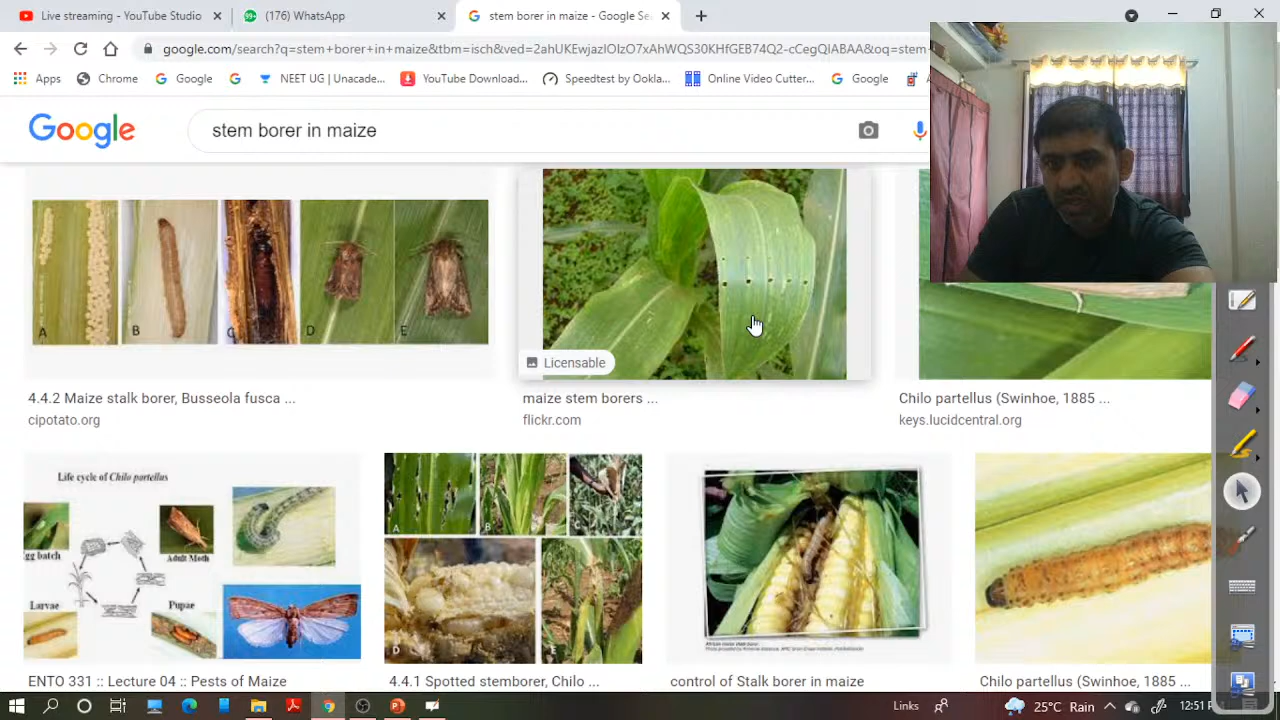 Live streaming - YouTube Studio
(176) WhatsApp
stem borer in maize - Google Se
google.com/search?q=stem+borer+in+maize&tbm=isch&ved=2ahUKEwjazIOIzO7xAhWQS30KHfGEB74Q2-cCegQIABAA&oq=stem-
Apps Chrome Google NEET UG | Unacade... YouTube Download... Speedtest by Ookla... Online Video Cutter... Google
Google
stem borer in maize
A B C D E
Licensable
4.4.2 Maize stalk borer, Busseola fusca ...
cipotato.org
maize stem borers ...
flickr.com
Chilo partellus (Swinhoe, 1885 ...
keys.lucidcentral.org
Life cycle of Chilo partellus
Egg batch
Adult Moth
Larvae
Pupae
A B C
D
ENTO 331 :: Lecture 04 :: Pests of Maize
4.4.1 Spotted stemborer, Chilo ...
control of Stalk borer in maize
Chilo partellus (Swinhoe, 1885 ...
Links
25°C Rain
12:51